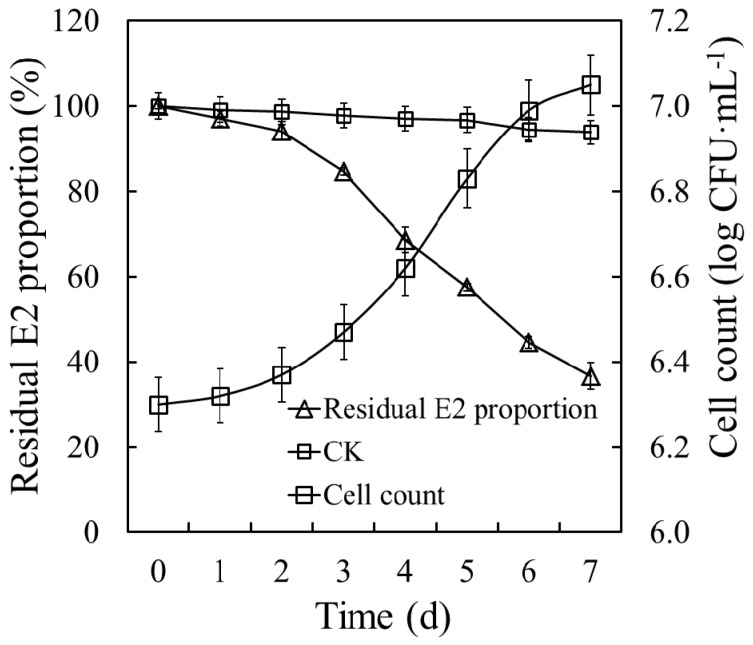 Residual E2 proportion (%)
120
100
80
60
40
20
0
7.2
7.0
6.8
6.6
6.4
6.2
6.0
Cell count (log CFU·mL⁻¹)
Residual E2 proportion
CK
Cell count
0 1 2 3 4 5 6 7
Time (d)